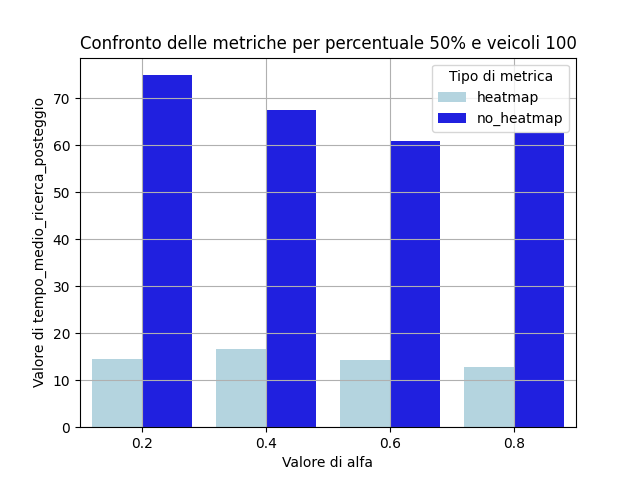 Confronto delle metriche per percentuale 50% e veicoli 100
Valore di tempo_medio_ricerca_posteggio
70
60
50
40
30
20
10
0
Tipo di metrica
heatmap
no_heatmap
0.2 0.4 0.6 0.8
Valore di alfa